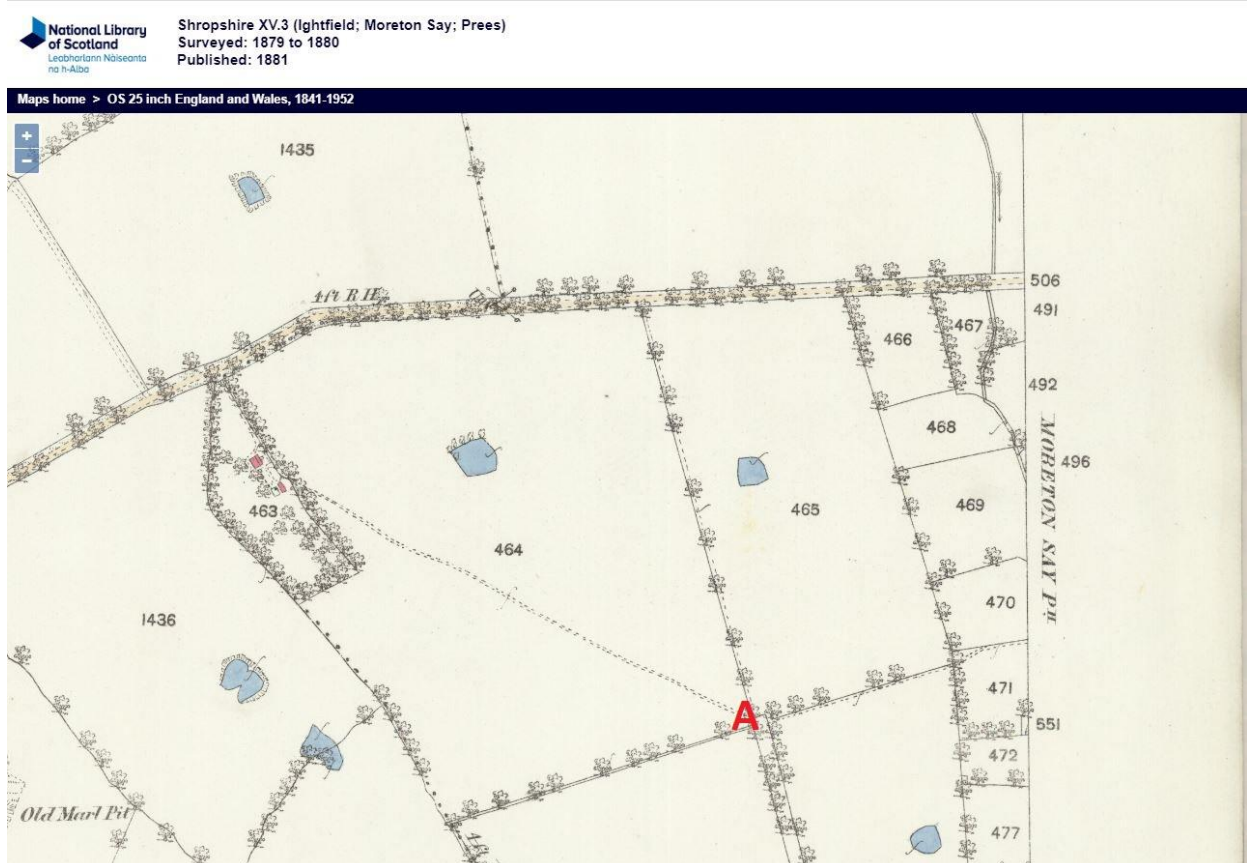 National Library
of Scotland
Leabharlann Nàiseanta
na h-Alba
Shropshire XV.3 (Ightfield; Moreton Say; Prees)
Surveyed: 1879 to 1880
Published: 1881
Maps home > OS 25 inch England and Wales, 1841-1952
+
−
1435
4ft R.H.
506
491
466
467
492
468
MORETON SAY Py.
496
463
464
465
469
470
1436
471
A
551
472
Old Marl Pit
477
4ft